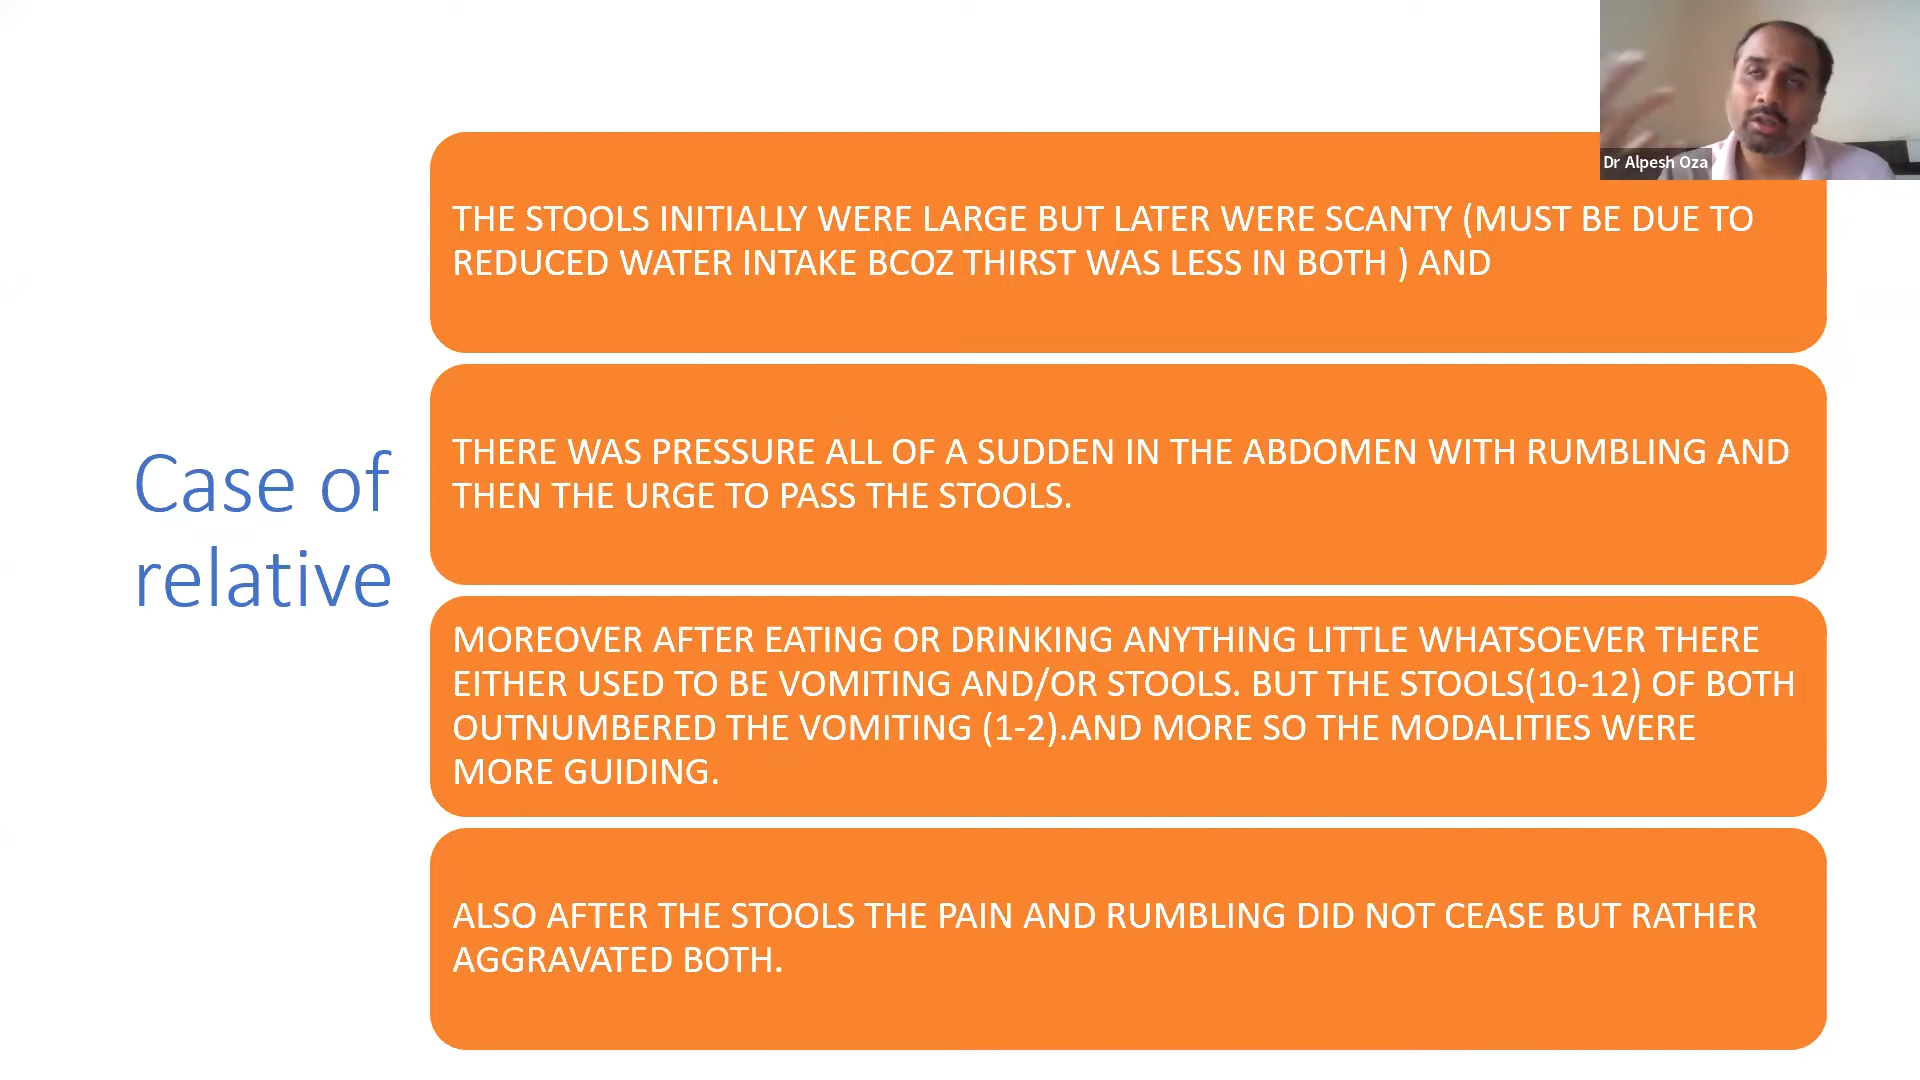 Dr Alpesh Oza
Case of
relative
THE STOOLS INITIALLY WERE LARGE BUT LATER WERE SCANTY (MUST BE DUE TO
REDUCED WATER INTAKE BCOZ THIRST WAS LESS IN BOTH ) AND
THERE WAS PRESSURE ALL OF A SUDDEN IN THE ABDOMEN WITH RUMBLING AND
THEN THE URGE TO PASS THE STOOLS.
MOREOVER AFTER EATING OR DRINKING ANYTHING LITTLE WHATSOEVER THERE
EITHER USED TO BE VOMITING AND/OR STOOLS. BUT THE STOOLS(10-12) OF BOTH
OUTNUMBERED THE VOMITING (1-2).AND MORE SO THE MODALITIES WERE
MORE GUIDING.
ALSO AFTER THE STOOLS THE PAIN AND RUMBLING DID NOT CEASE BUT RATHER
AGGRAVATED BOTH.